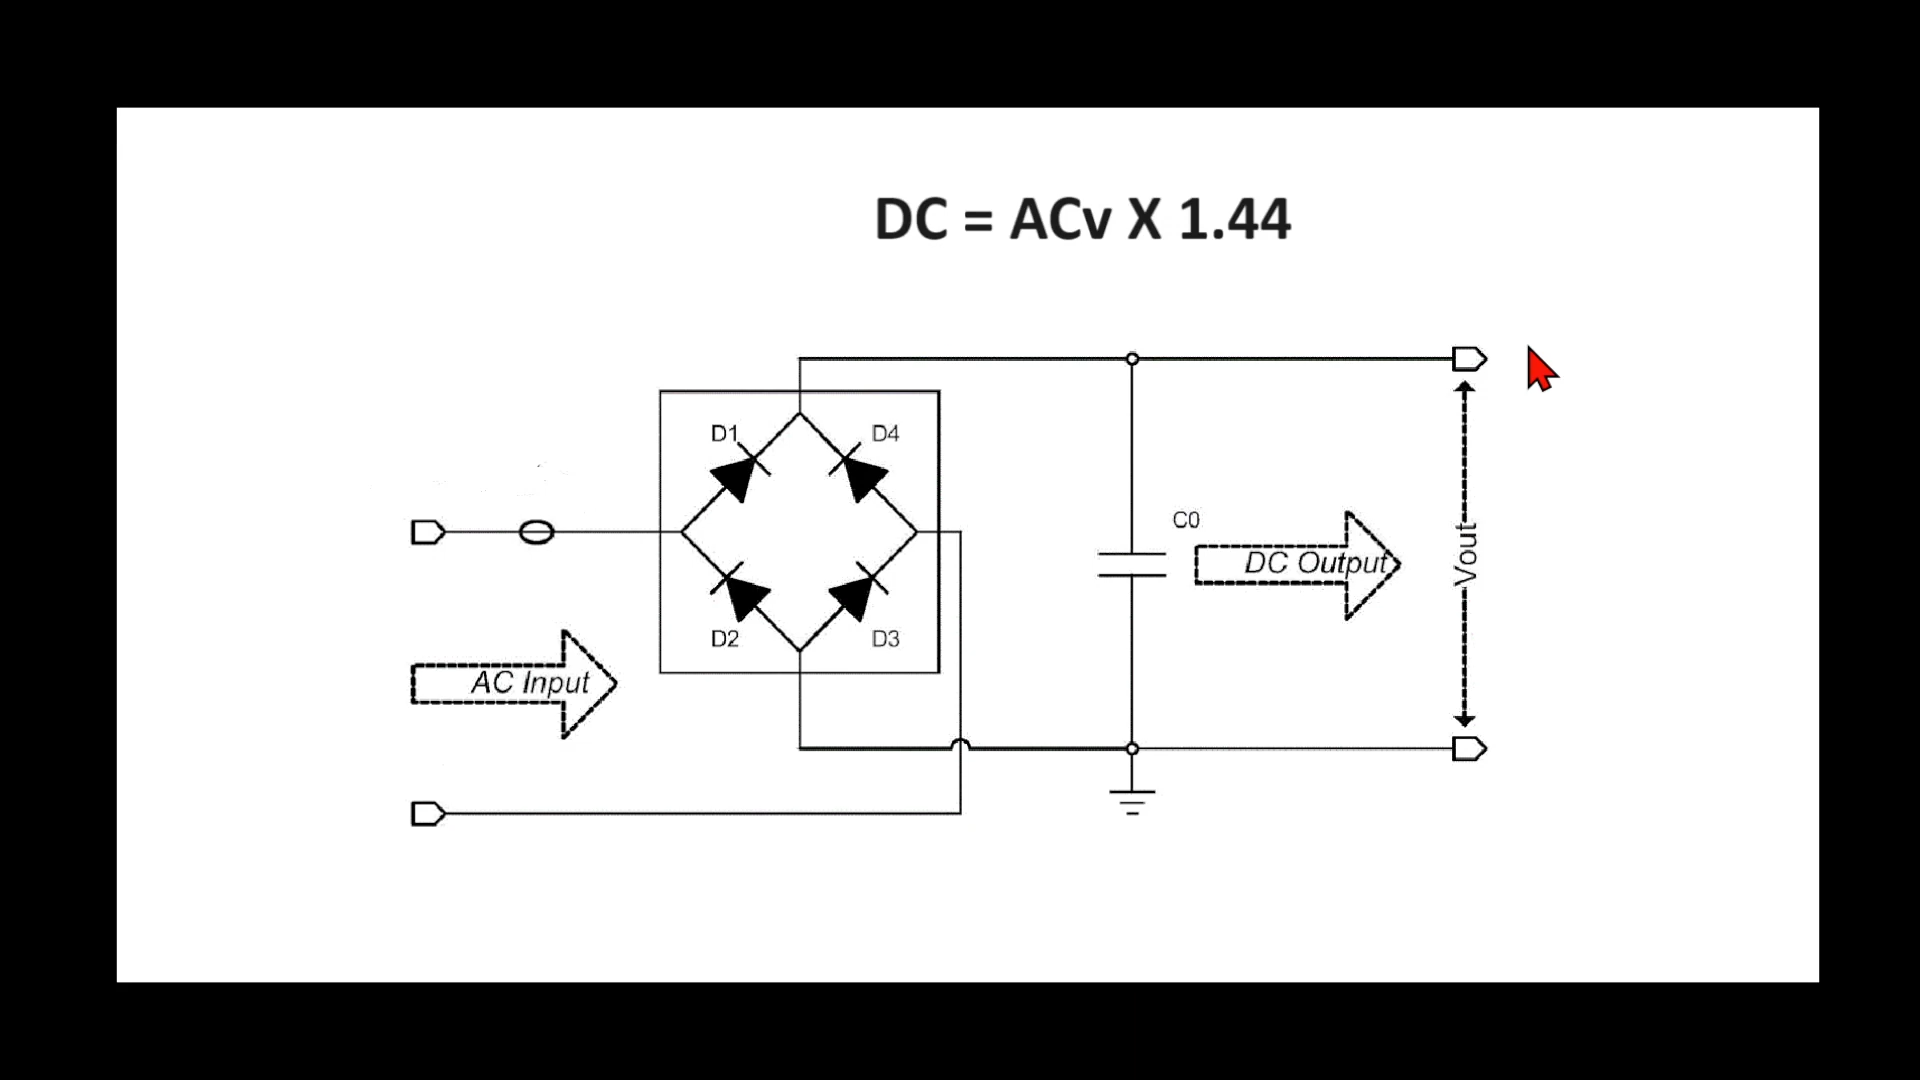 DC = ACv X 1.44
D1
D4
C0
DC Output
Vout
D2
D3
AC Input